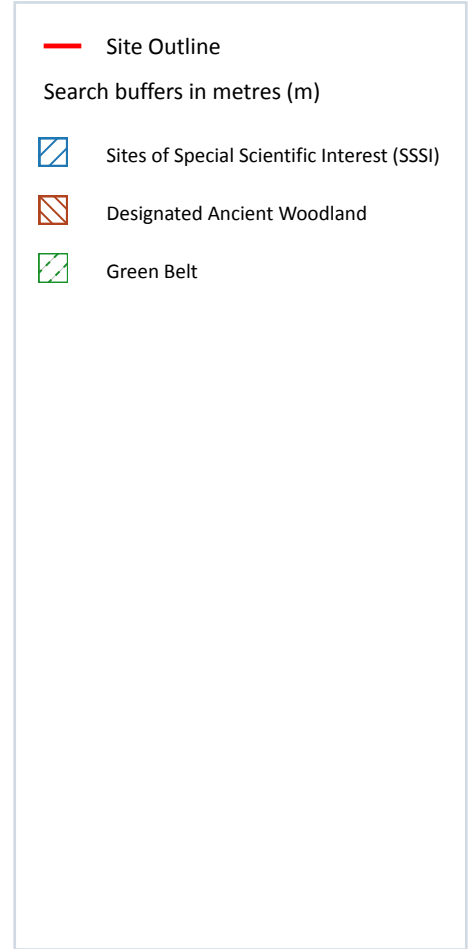 Site Outline
Search buffers in metres (m)
Sites of Special Scientific Interest (SSSI)
Designated Ancient Woodland
Green Belt